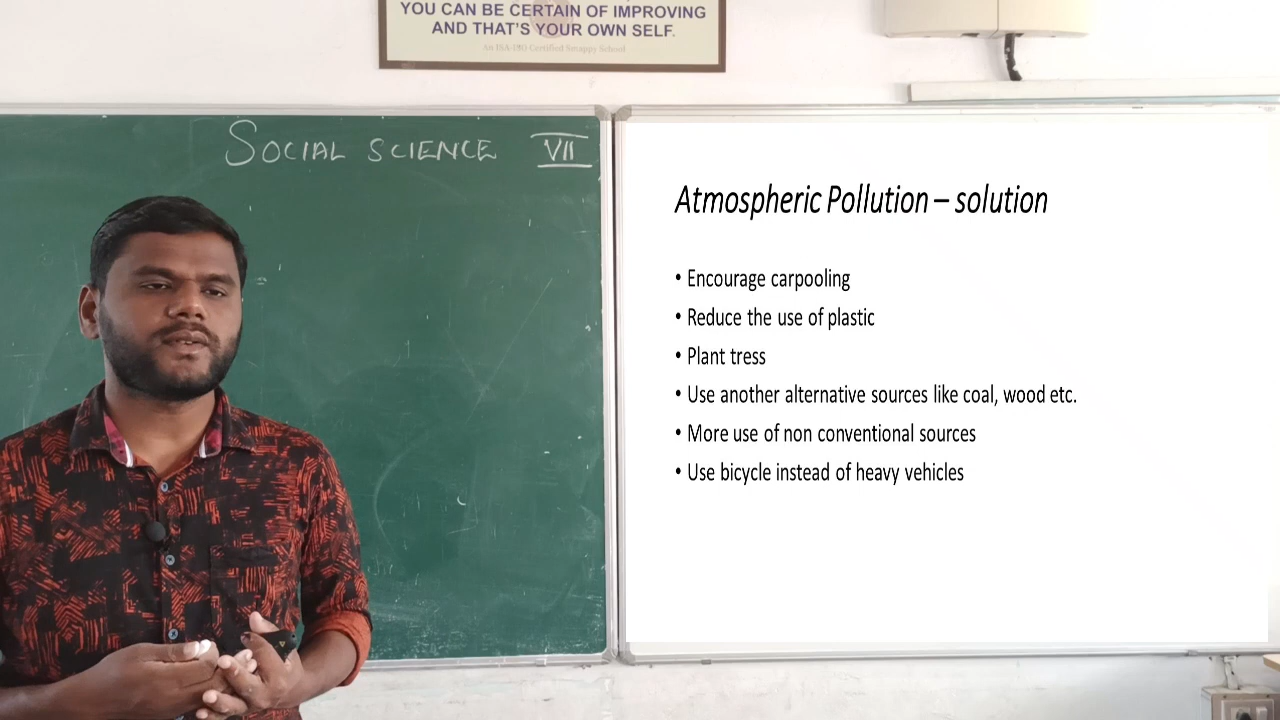 YOU CAN BE CERTAIN OF IMPROVING
AND THAT'S YOUR OWN SELF.
SOCIAL SCIENCE VII
Atmospheric Pollution – solution
• Encourage carpooling
• Reduce the use of plastic
• Plant tress
• Use another alternative sources like coal, wood etc.
• More use of non conventional sources
• Use bicycle instead of heavy vehicles